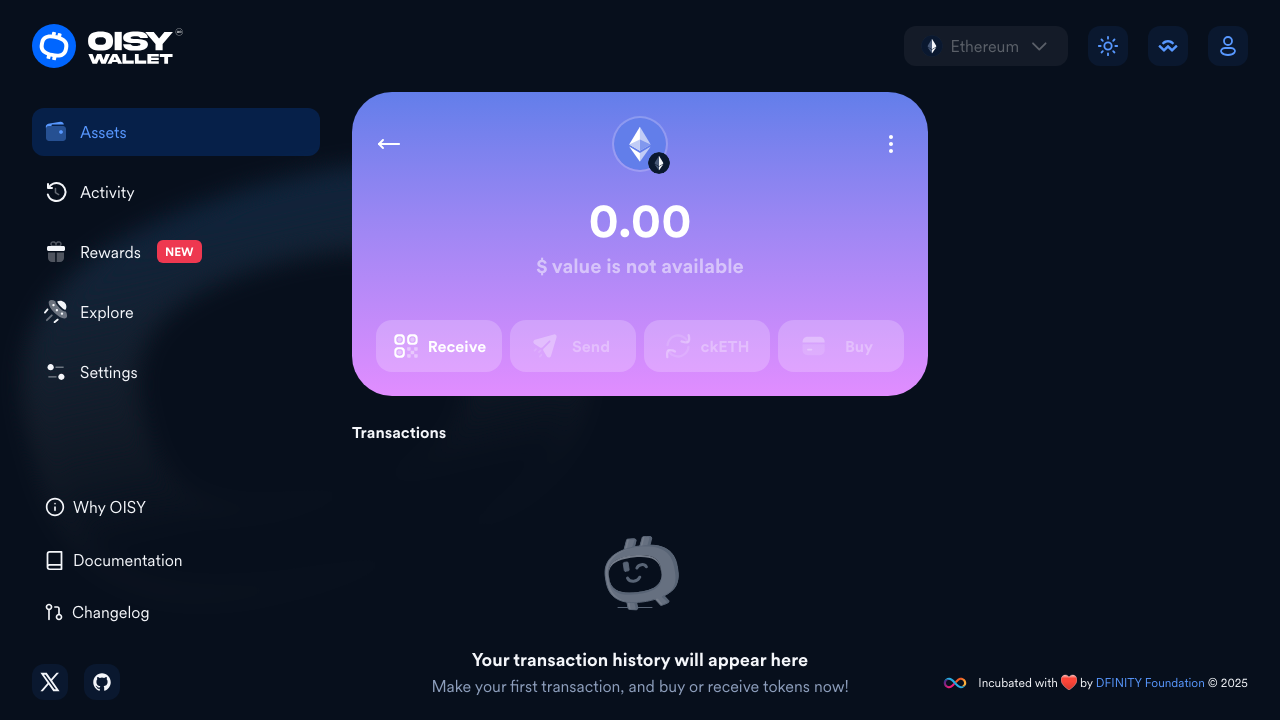 OISY
WALLET
Ethereum
Assets
Activity
Rewards NEW
Explore
Settings
Why OISY
Documentation
Changelog
0.00
$ value is not available
Receive
Send
ckETH
Buy
Transactions
Your transaction history will appear here
Make your first transaction, and buy or receive tokens now!
Incubated with ❤️ by DFINITY Foundation © 2025